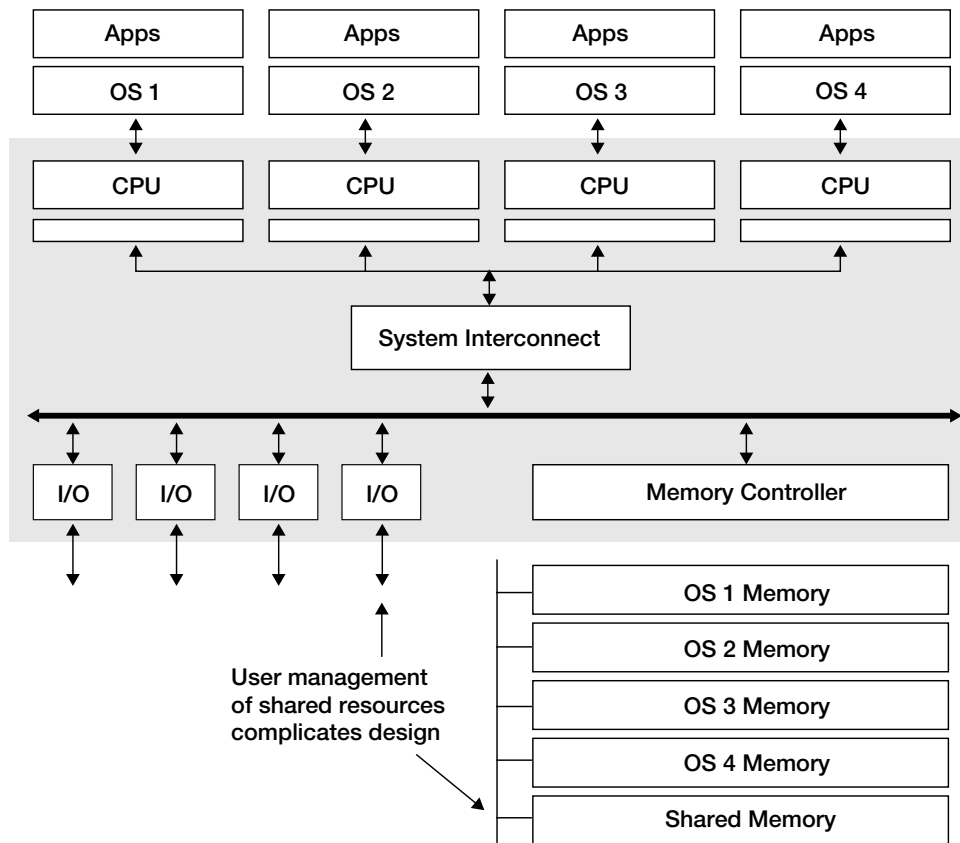 Apps
Apps
Apps
Apps
OS 1
OS 2
OS 3
OS 4
CPU
CPU
CPU
CPU
System Interconnect
I/O
I/O
I/O
I/O
Memory Controller
OS 1 Memory
OS 2 Memory
OS 3 Memory
OS 4 Memory
Shared Memory
User management
of shared resources
complicates design